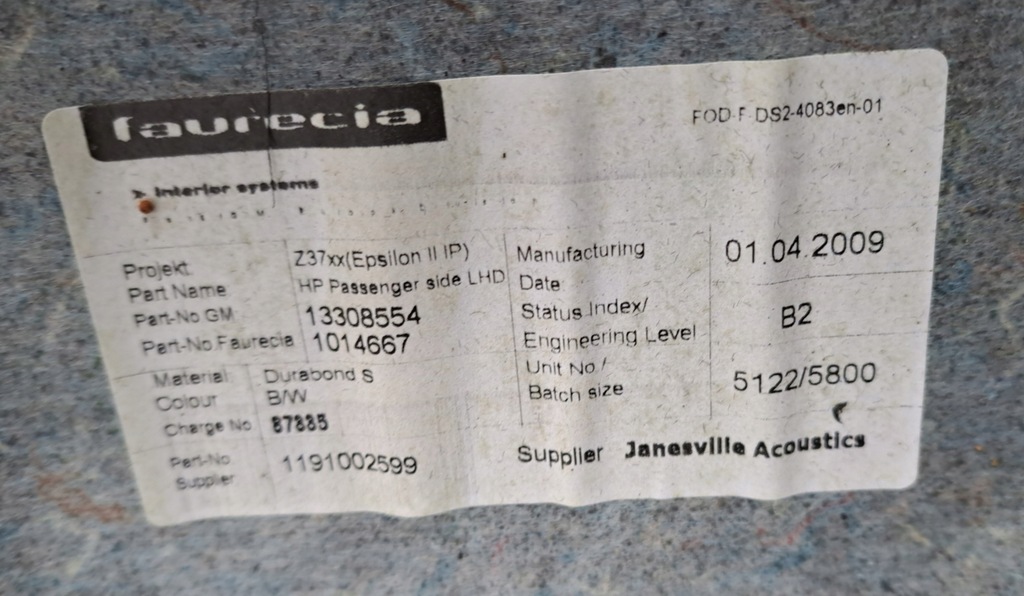 faurecia
FOD-F-DS2-4083en-01
> Interior systems
Projekt Z37xx(Epsilon II IP)
Part Name HP Passenger side LHD
Part-No.GM 13308554
Part-No.Faurecia 1014667
Material Durabond S
Colour B/W
Charge No 87885
Part-No 1191002599
Supplier
Manufacturing 01.04.2009
Date
Status Index/ B2
Engineering Level
Unit No / 5122/5800
Batch size
Supplier Janesville Acoustics